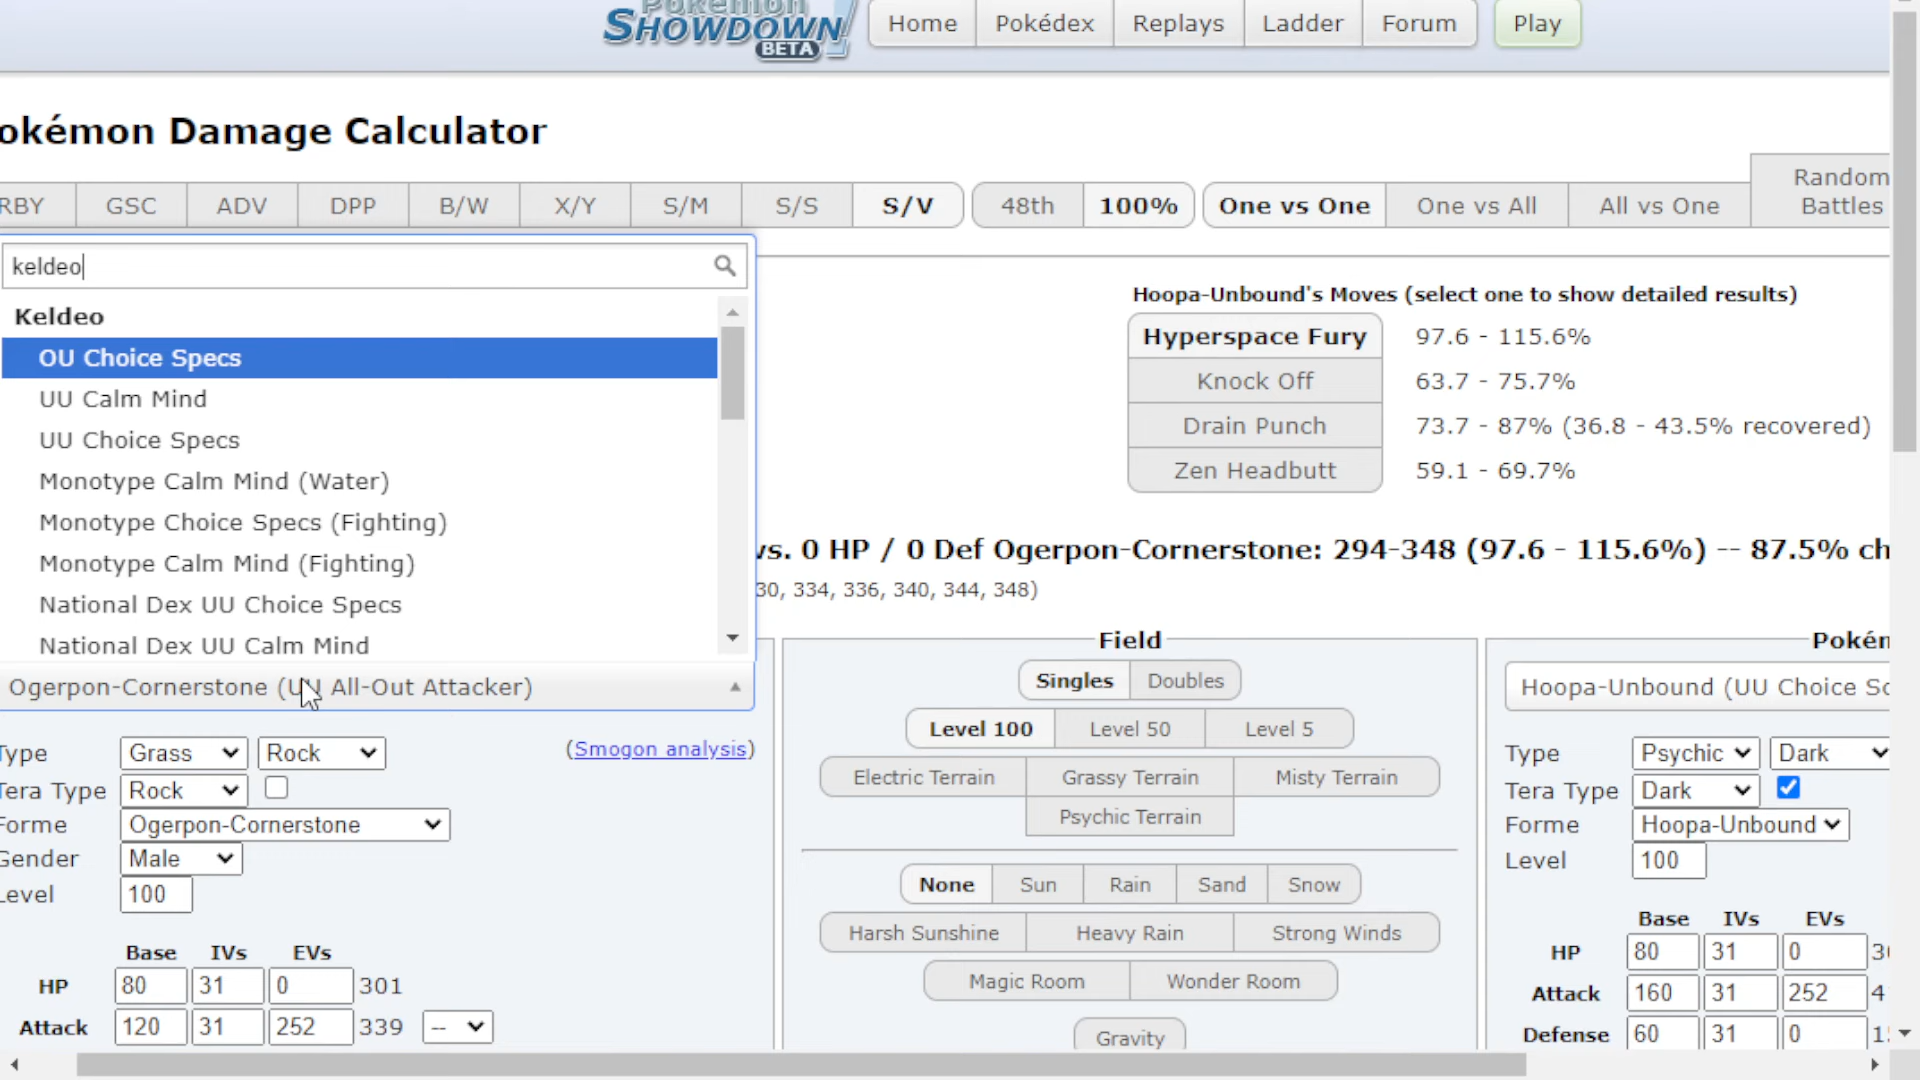 Pokémon
SHOWDOWN
BETA
Home Pokédex Replays Ladder Forum Play
okémon Damage Calculator
RBY GSC ADV DPP B/W X/Y S/M S/S S/V 48th 100% One vs One One vs All All vs One Random Battles
keldeo
Keldeo
OU Choice Specs
UU Calm Mind
UU Choice Specs
Monotype Calm Mind (Water)
Monotype Choice Specs (Fighting)
Monotype Calm Mind (Fighting)
National Dex UU Choice Specs
National Dex UU Calm Mind
Hoopa-Unbound's Moves (select one to show detailed results)
Hyperspace Fury 97.6 - 115.6%
Knock Off 63.7 - 75.7%
Drain Punch 73.7 - 87% (36.8 - 43.5% recovered)
Zen Headbutt 59.1 - 69.7%
vs. 0 HP / 0 Def Ogerpon-Cornerstone: 294-348 (97.6 - 115.6%) -- 87.5% ch
30, 334, 336, 340, 344, 348)
Ogerpon-Cornerstone (UU All-Out Attacker)
Type Grass Rock (Smogon analysis)
Tera Type Rock
Forme Ogerpon-Cornerstone
Gender Male
Level 100
Base IVs EVs
HP 80 31 0 301
Attack 120 31 252 339 --
Field
Singles Doubles
Level 100 Level 50 Level 5
Electric Terrain Grassy Terrain Misty Terrain
Psychic Terrain
None Sun Rain Sand Snow
Harsh Sunshine Heavy Rain Strong Winds
Magic Room Wonder Room
Gravity
Pokém
Hoopa-Unbound (UU Choice Sc
Type Psychic Dark
Tera Type Dark
Forme Hoopa-Unbound
Level 100
Base IVs EVs
HP 80 31 0 30
Attack 160 31 252 4
Defense 60 31 0 15